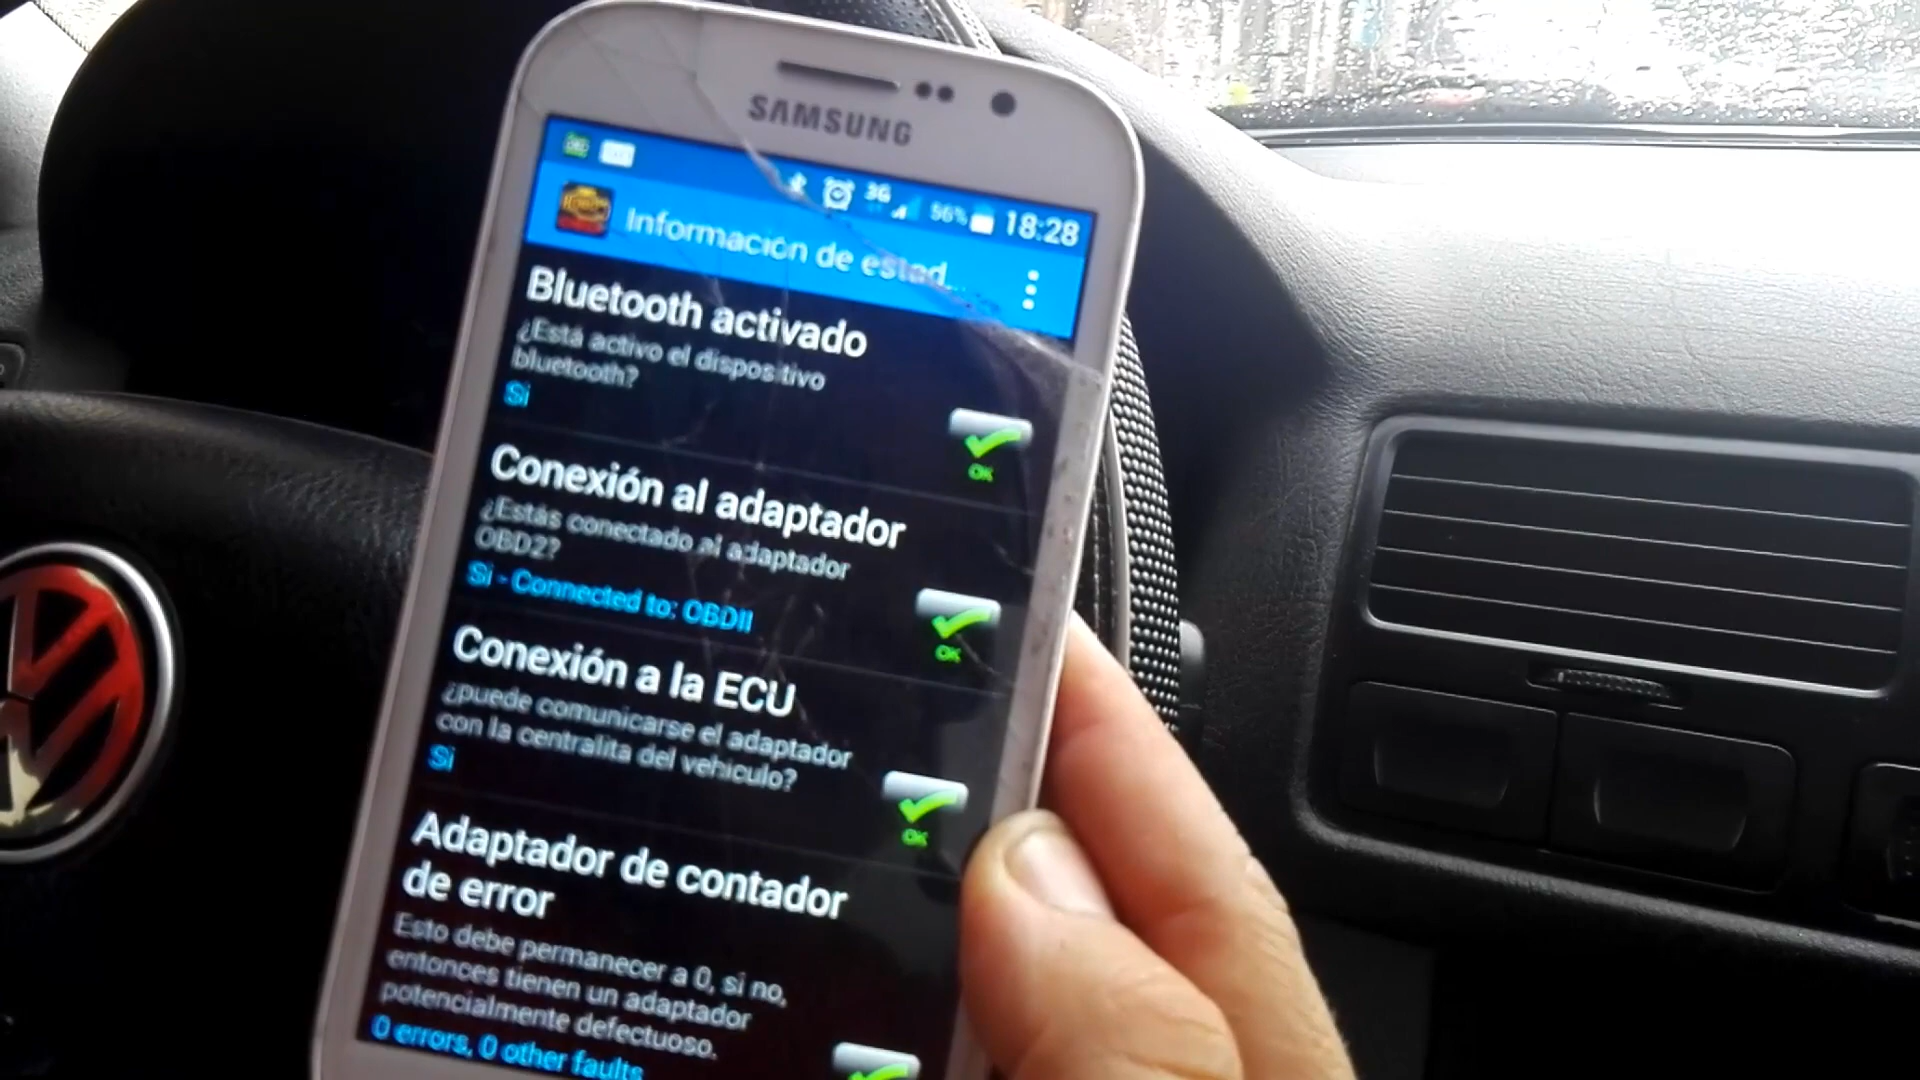 SAMSUNG
3G 56% 18:28
Información de estad...
Bluetooth activado
¿Está activo el dispositivo
bluetooth?
Si
OK
Conexión al adaptador
¿Estás conectado al adaptador
OBD2?
Si - Connected to: OBDII
OK
Conexión a la ECU
¿puede comunicarse el adaptador
con la centralita del vehiculo?
Si
OK
Adaptador de contador
de error
Esto debe permanecer a 0, si no,
entonces tienen un adaptador
potencialmente defectuoso.
0 errors, 0 other faults